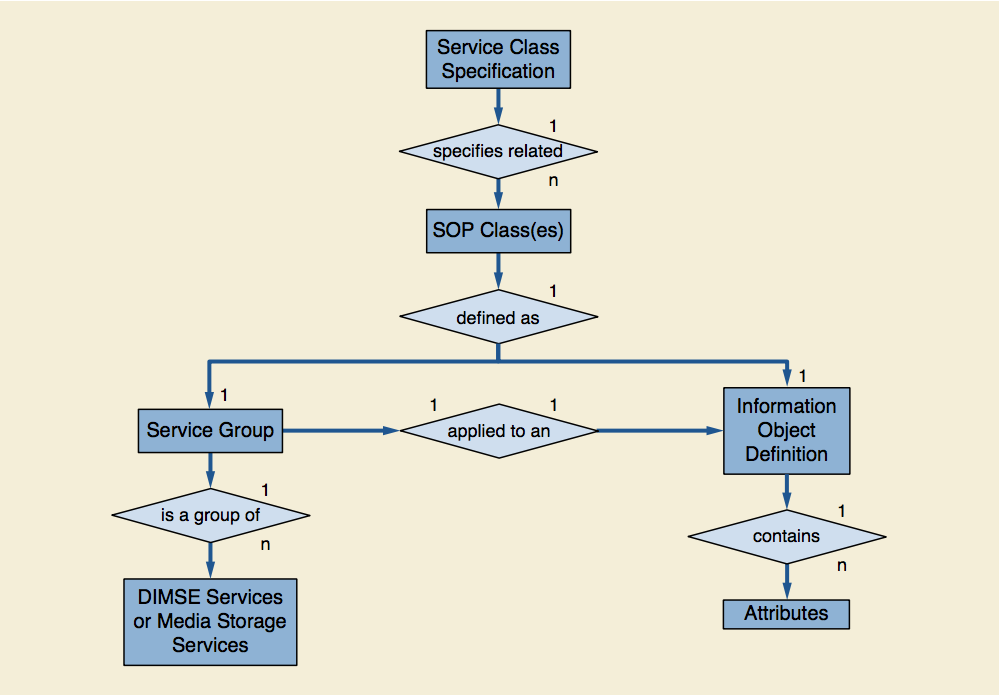 Service Class
Specification
1
specifies related
n
SOP Class(es)
1
defined as
1
1
Service Group
1
1
applied to an
Information
Object
Definition
1
is a group of
n
1
contains
n
DIMSE Services
or Media Storage
Services
Attributes